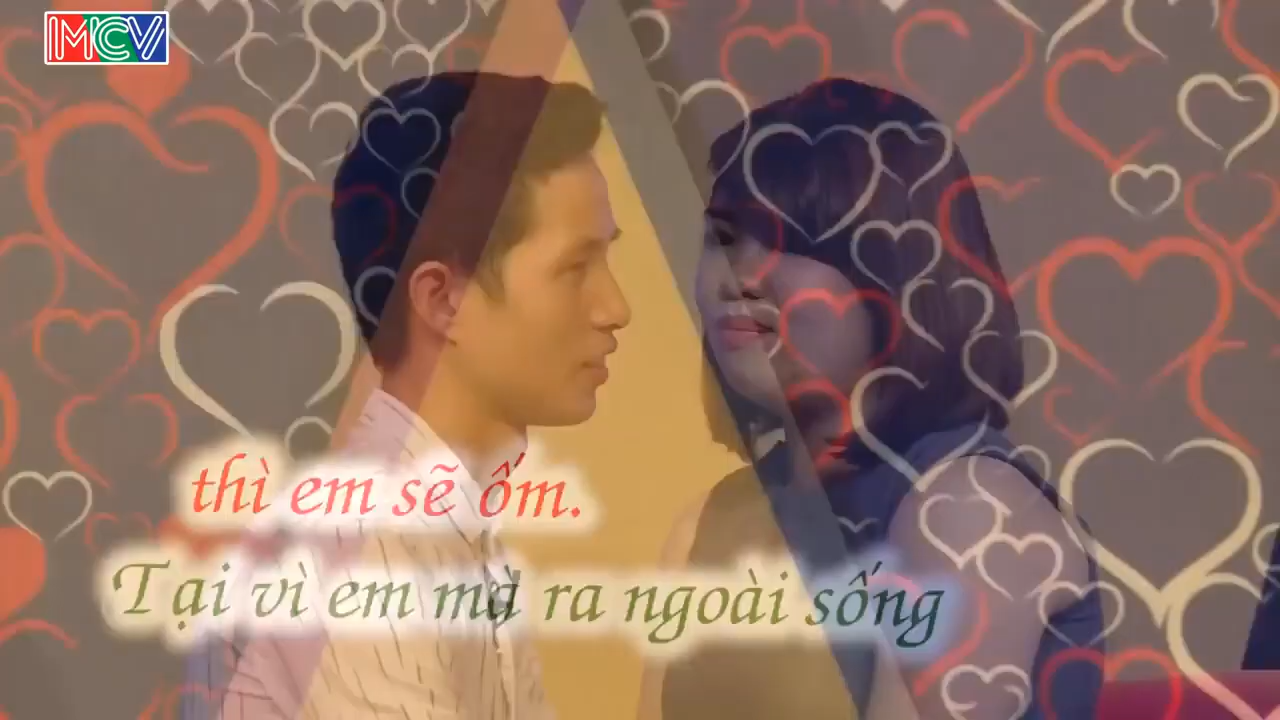 MCV
thì em sẽ ốm.
Tại vì em mà ra ngoài sống